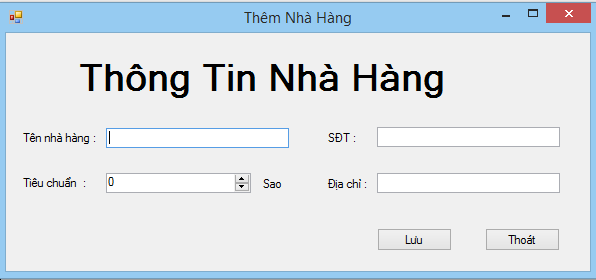 Thêm Nhà Hàng
Thông Tin Nhà Hàng
Tên nhà hàng :
SĐT :
Tiêu chuẩn :
0
Sao
Địa chỉ :
Lưu
Thoát